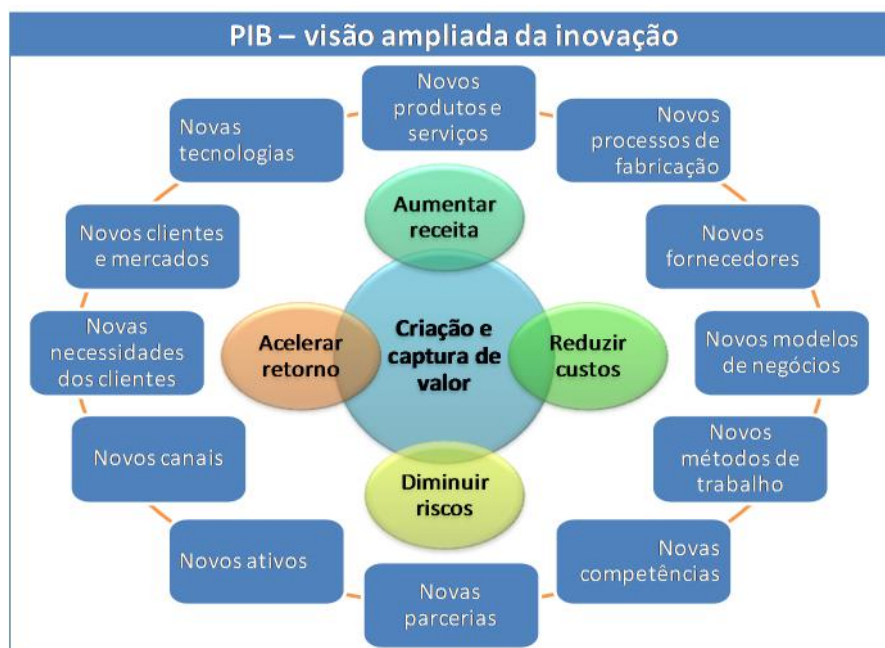 PIB – visão ampliada da inovação
Novos
produtos e
serviços
Novos
processos de
fabricação
Novos
fornecedores
Novos modelos
de negócios
Novos
métodos de
trabalho
Novas
competências
Novas
parcerias
Novos ativos
Novos canais
Novas
necessidades
dos clientes
Novos clientes
e mercados
Novas
tecnologias
Aumentar
receita
Reduzir
custos
Diminuir
riscos
Acelerar
retorno
Criação e
captura de
valor